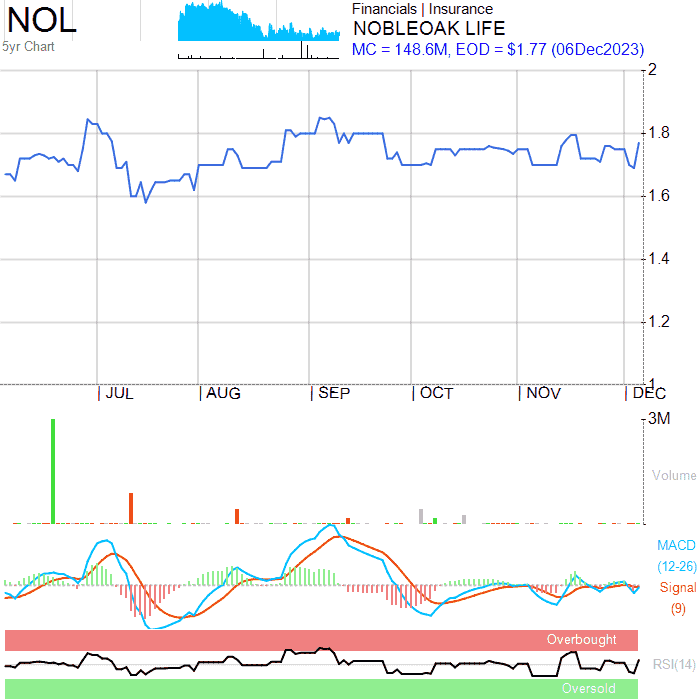 NOL
5yr Chart
Financials | Insurance
NOBLEOAK LIFE
MC = 148.6M, EOD = $1.77 (06Dec2023)
2
1.8
1.6
1.4
1.2
1
JUL AUG SEP OCT NOV DEC
3M
Volume
MACD
(12-26)
Signal
(9)
Overbought
RSI(14)
Oversold